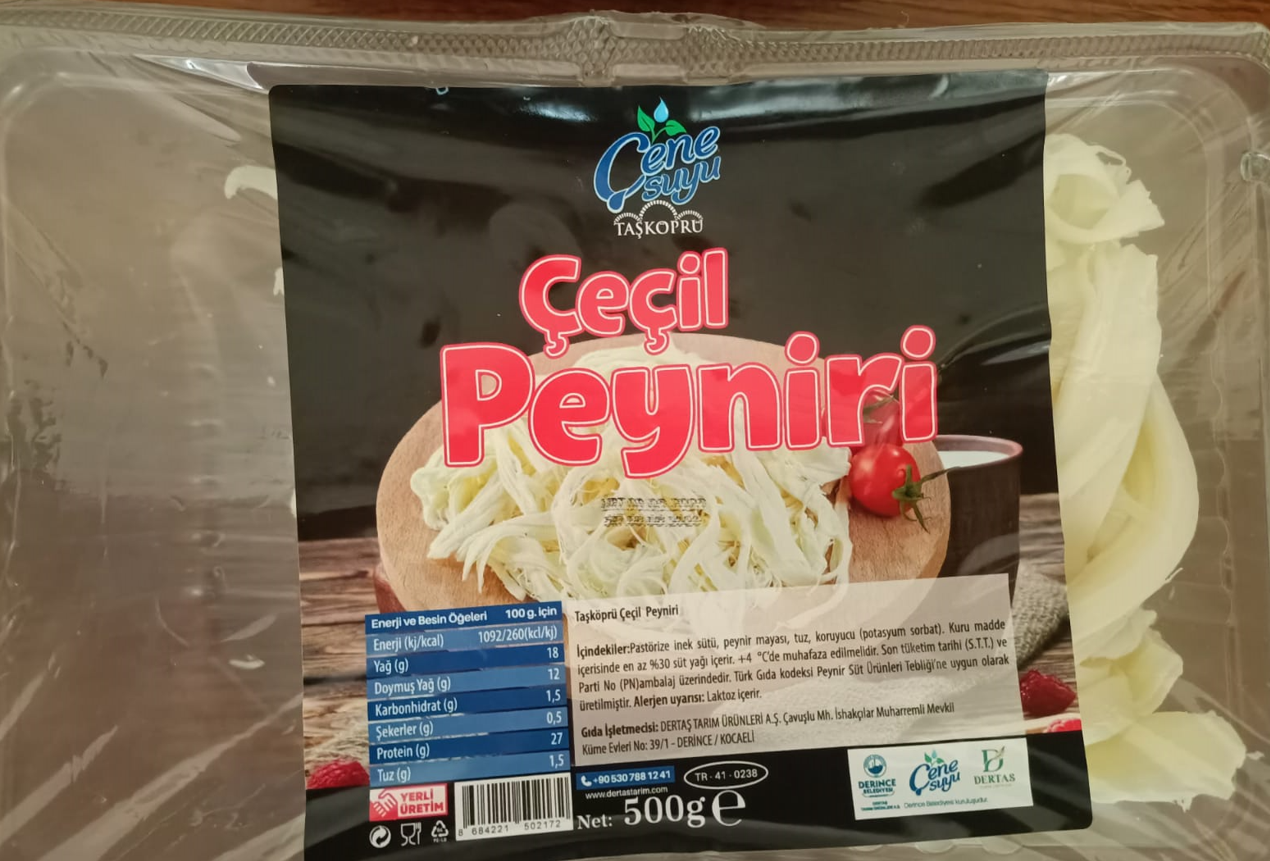 Çene
suyu
TAŞKÖPRÜ
Çeçil
Peyniri
Enerji ve Besin Öğeleri 100 g. için
Enerji (kj/kcal) 1092/260(kcl/kj)
Yağ (g) 18
Doymuş Yağ (g) 12
Karbonhidrat (g) 1,5
Şekerler (g) 0,5
Protein (g) 27
Tuz (g) 1,5
Taşköprü Çeçil Peyniri
İçindekiler:Pastörize inek sütü, peynir mayası, tuz, koruyucu (potasyum sorbat). Kuru madde
içerisinde en az %30 süt yağı içerir. +4 °C'de muhafaza edilmelidir. Son tüketim tarihi (S.T.T.) ve
Parti No (PN)ambalaj üzerindedir. Türk Gıda kodeksi Peynir Süt Ürünleri Tebliği'ne uygun olarak
üretilmiştir. Alerjen uyarısı: Laktoz içerir.
Gıda İşletmecisi: DERTAŞ TARIM ÜRÜNLERİ A.Ş. Çavuşlu Mh. İshakçılar Muharremli Mevkii
Küme Evleri No: 39/1 - DERİNCE / KOCAELİ
YERLİ
ÜRETİM
8 684221 502172
+90 530 788 12 41
TR - 41 - 0238
www.dertastarim.com
Net: 500g e
DERİNCE
BELEDİYESİ
Çene
suyu
Derince Belediyesi kuruluşudur.
DERTAŞ